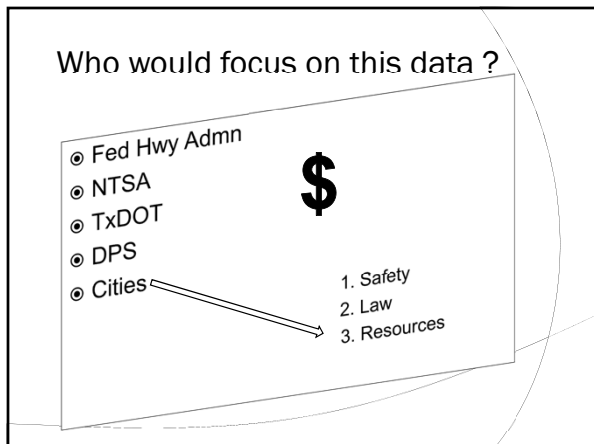 Who would focus on this data ?
Fed Hwy Admn
NTSA
TxDOT
DPS
Cities
$
1. Safety
2. Law
3. Resources